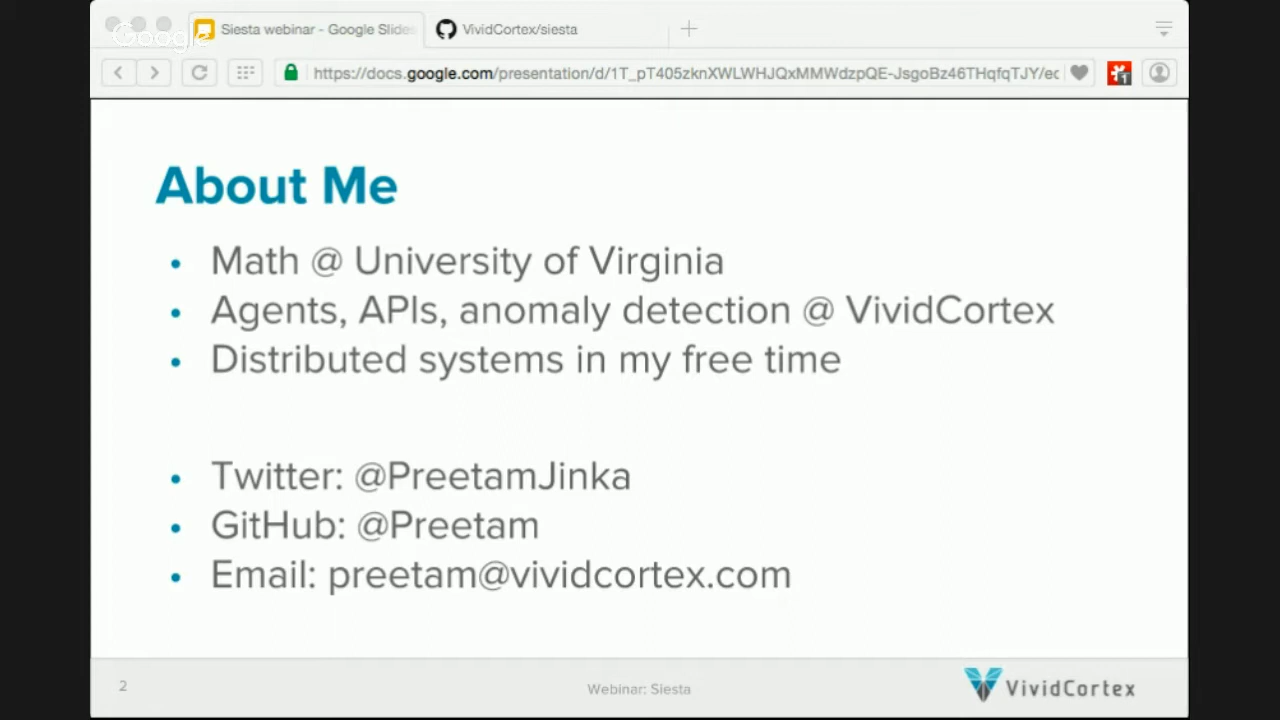 Google
Siesta webinar - Google Slides
VividCortex/siesta
https://docs.google.com/presentation/d/1T_pT405zknXWLWHJQxMMWdzpQE-JsgoBz46THqfqTJY/ec
1
About Me
• Math @ University of Virginia
• Agents, APIs, anomaly detection @ VividCortex
• Distributed systems in my free time
• Twitter: @PreetamJinka
• GitHub: @Preetam
• Email: preetam@vividcortex.com
2
Webinar: Siesta
VividCortex